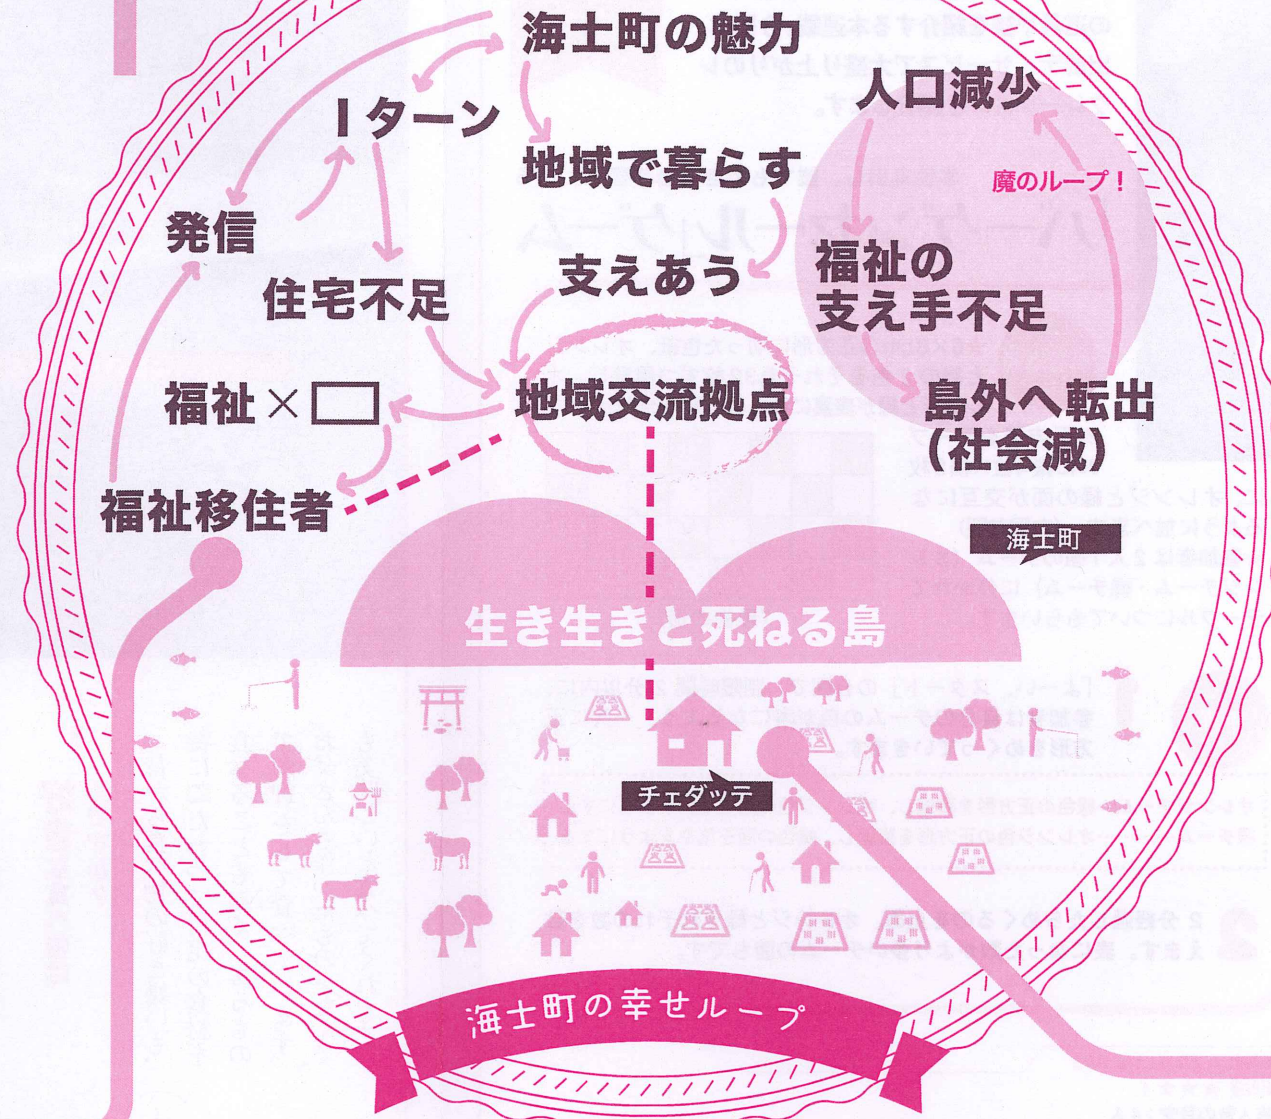 海士町の魅力
Iターン
地域で暮らす
発信
住宅不足
支えあう
福祉×
地域交流拠点
福祉移住者
人口減少
魔のループ！
福祉の
支え手不足
島外へ転出
（社会減）
海士町
生き生きと死ねる島
チェダッテ
海士町の幸せループ